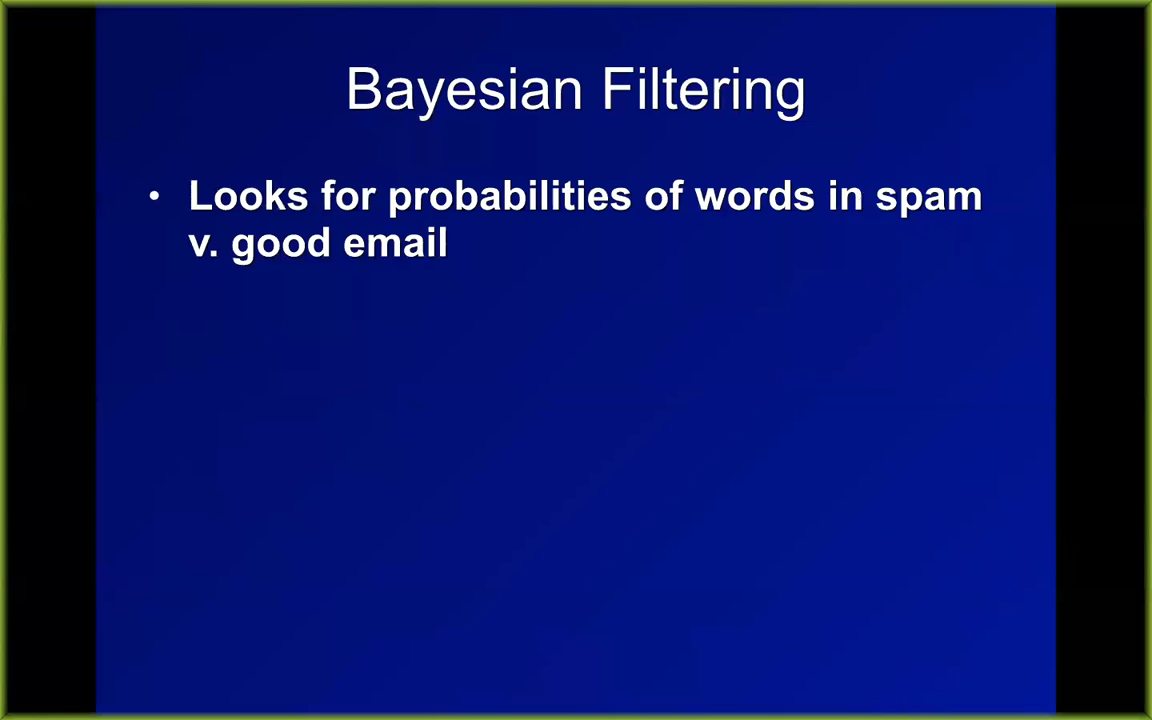 Bayesian Filtering
• Looks for probabilities of words in spam
v. good email